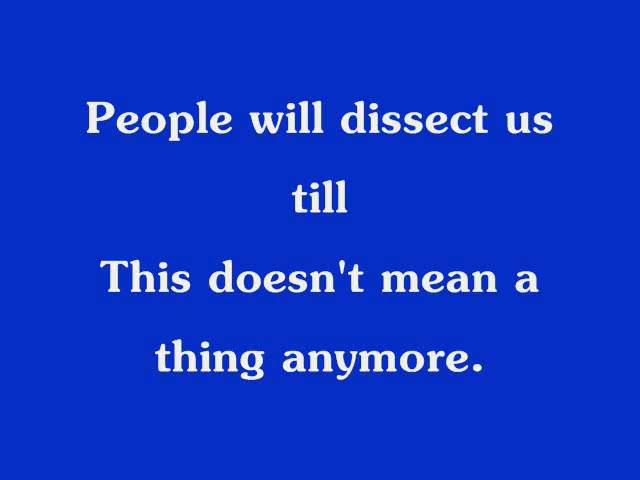 People will dissect us
till
This doesn't mean a
thing anymore.